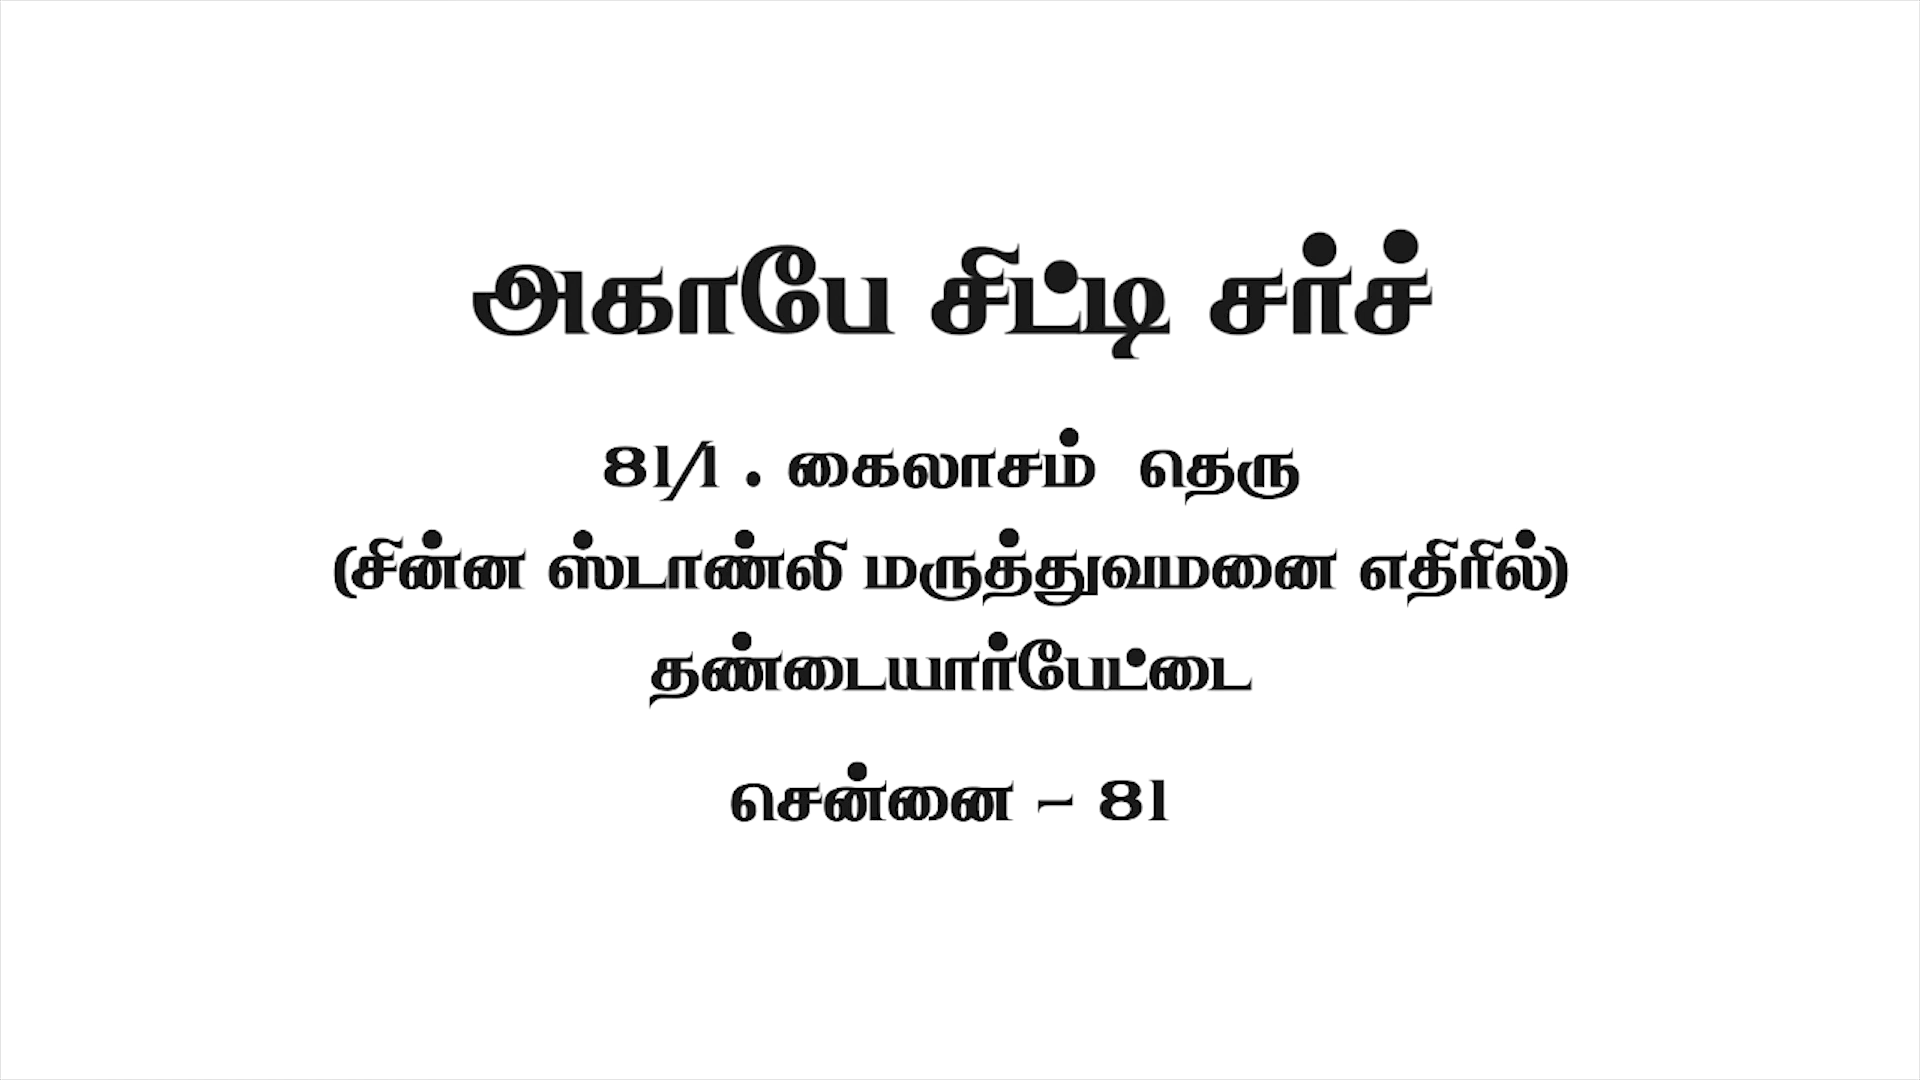 அகாபே சிட்டி சர்ச்
81/1 . கைலாசம் தெரு
(சின்ன ஸ்டாண்லி மருத்துவமனை எதிரில்)
தண்டையார்பேட்டை
சென்னை - 81